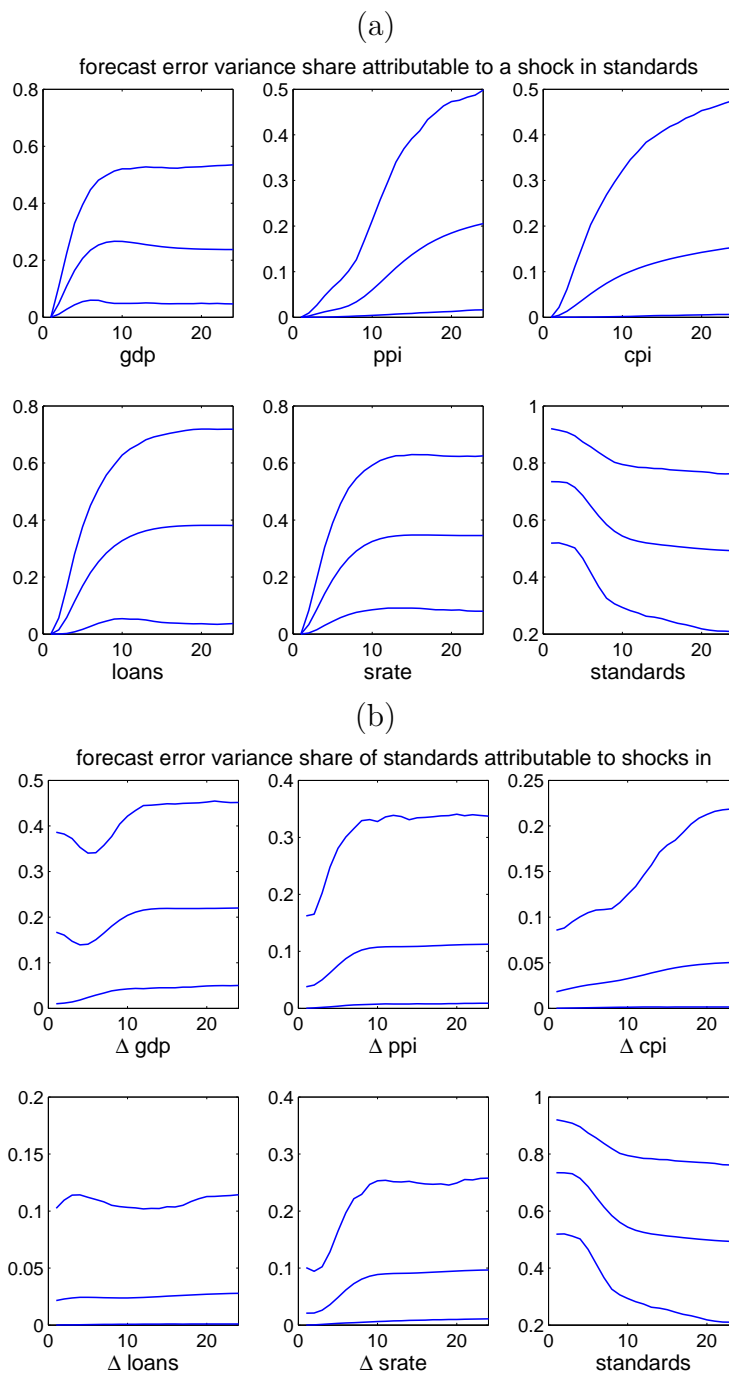 (a)
forecast error variance share attributable to a shock in standards
0.8
0.6
0.4
0.2
0
0 10 20
gdp
0.5
0.4
0.3
0.2
0.1
0
0 10 20
ppi
0.5
0.4
0.3
0.2
0.1
0
0 10 20
cpi
0.8
0.6
0.4
0.2
0
0 10 20
loans
0.8
0.6
0.4
0.2
0
0 10 20
srate
1
0.8
0.6
0.4
0.2
0 10 20
standards
(b)
forecast error variance share of standards attributable to shocks in
0.5
0.4
0.3
0.2
0.1
0
0 10 20
Δ gdp
0.4
0.3
0.2
0.1
0
0 10 20
Δ ppi
0.25
0.2
0.15
0.1
0.05
0
0 10 20
Δ cpi
0.2
0.15
0.1
0.05
0
0 10 20
Δ loans
0.4
0.3
0.2
0.1
0
0 10 20
Δ srate
1
0.8
0.6
0.4
0.2
0 10 20
standards